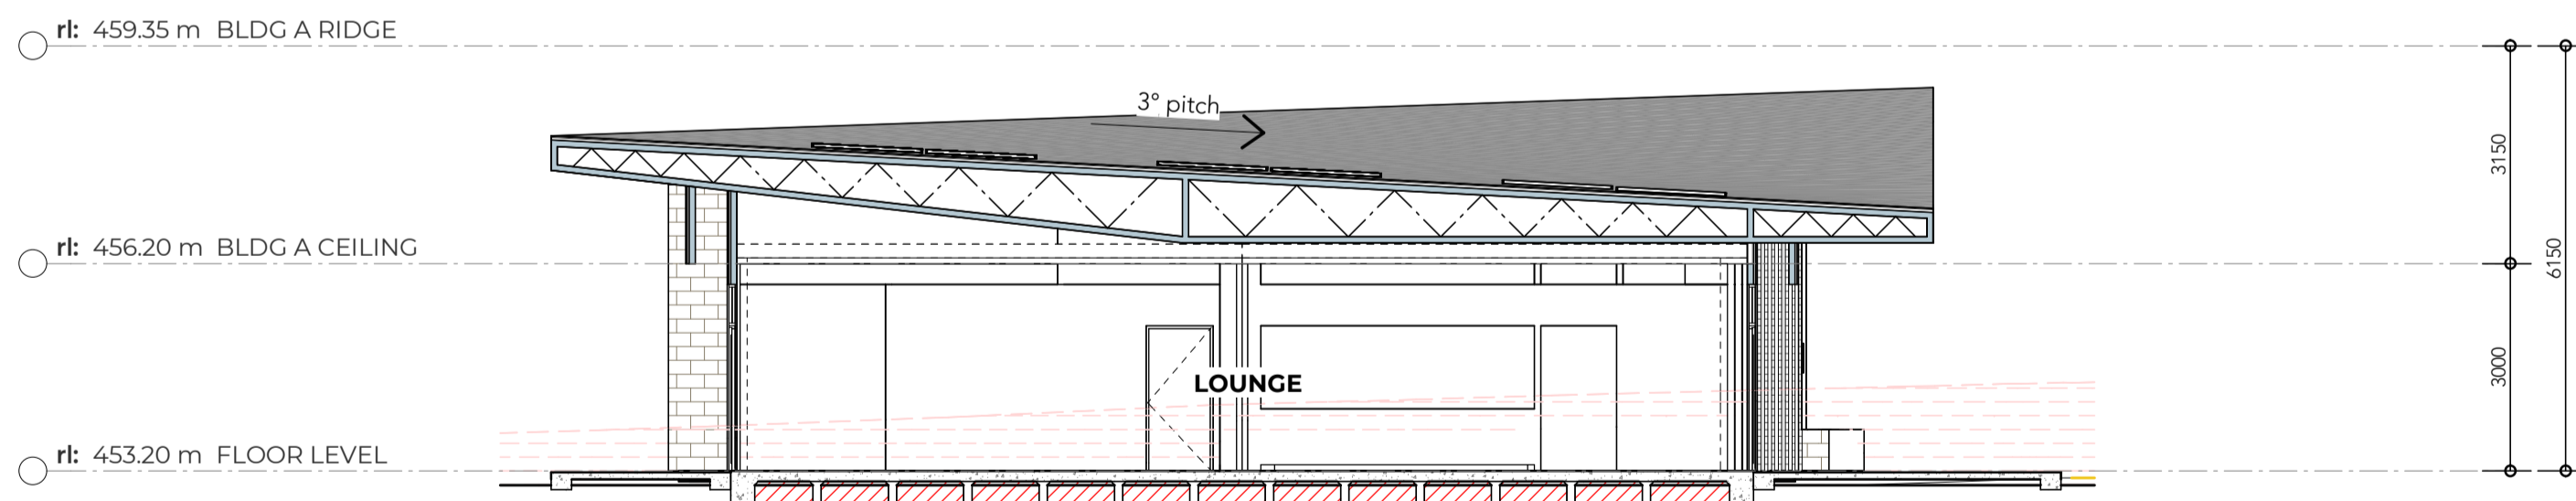 rl: 459.35 m BLDG A RIDGE
3° pitch
3150
rl: 456.20 m BLDG A CEILING
6150
3000
LOUNGE
rl: 453.20 m FLOOR LEVEL